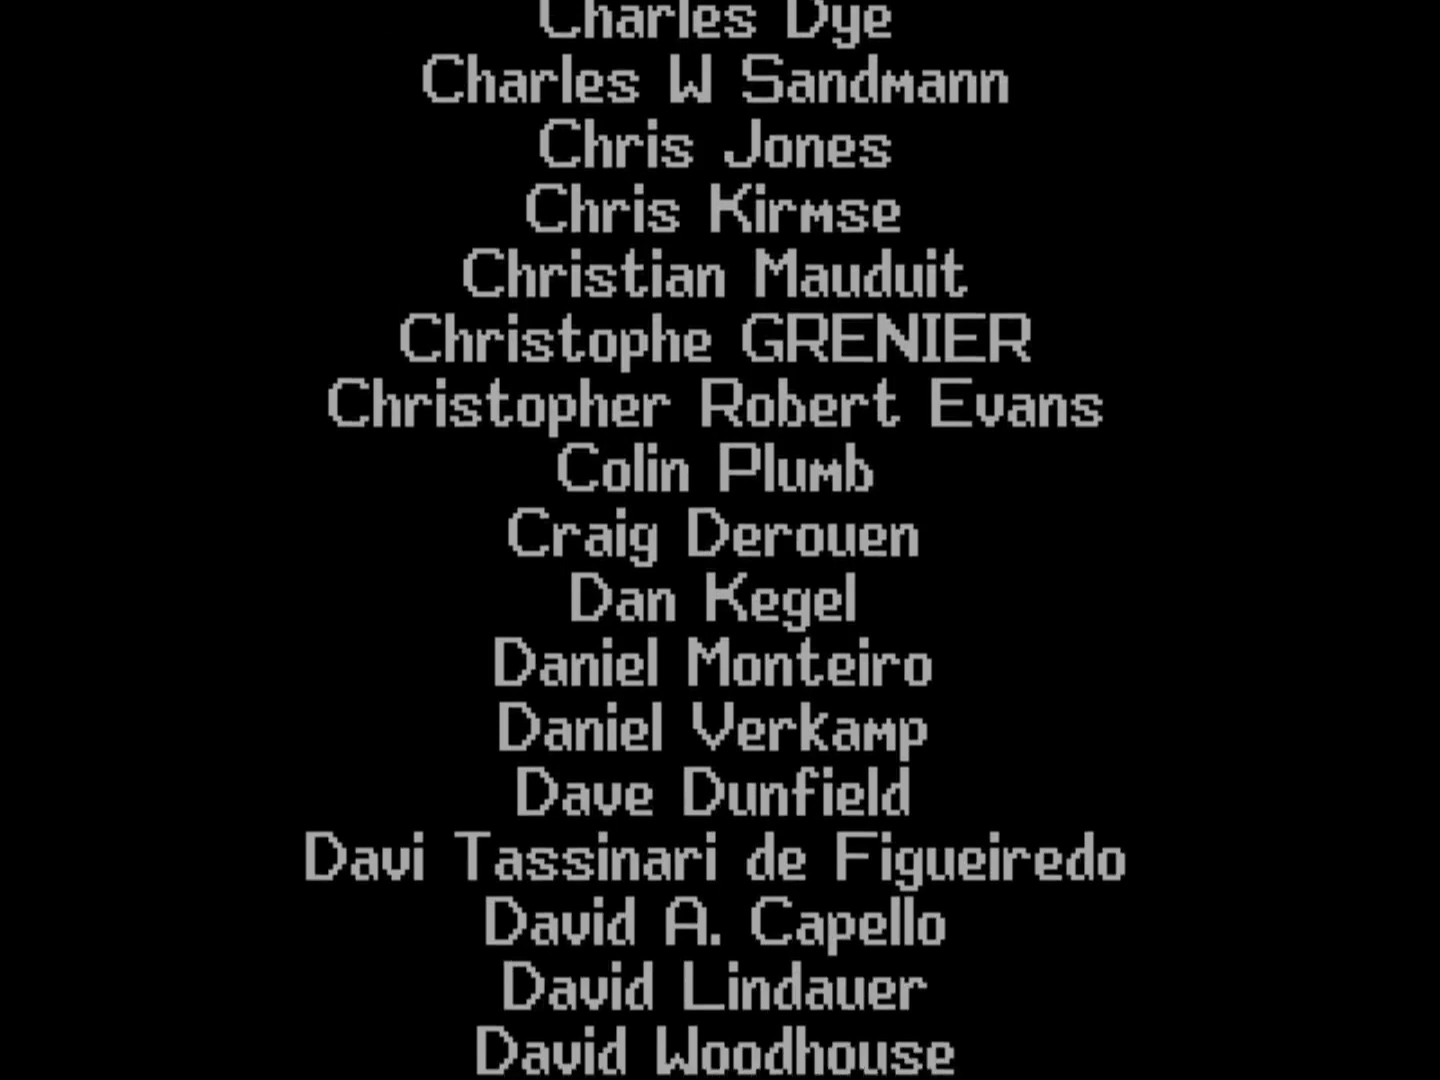 Charles Dye
Charles W Sandmann
Chris Jones
Chris Kirmse
Christian Mauduit
Christophe GRENIER
Christopher Robert Evans
Colin Plumb
Craig Derouen
Dan Kegel
Daniel Monteiro
Daniel Verkamp
Dave Dunfield
Davi Tassinari de Figueiredo
David A. Capello
David Lindauer
David Woodhouse